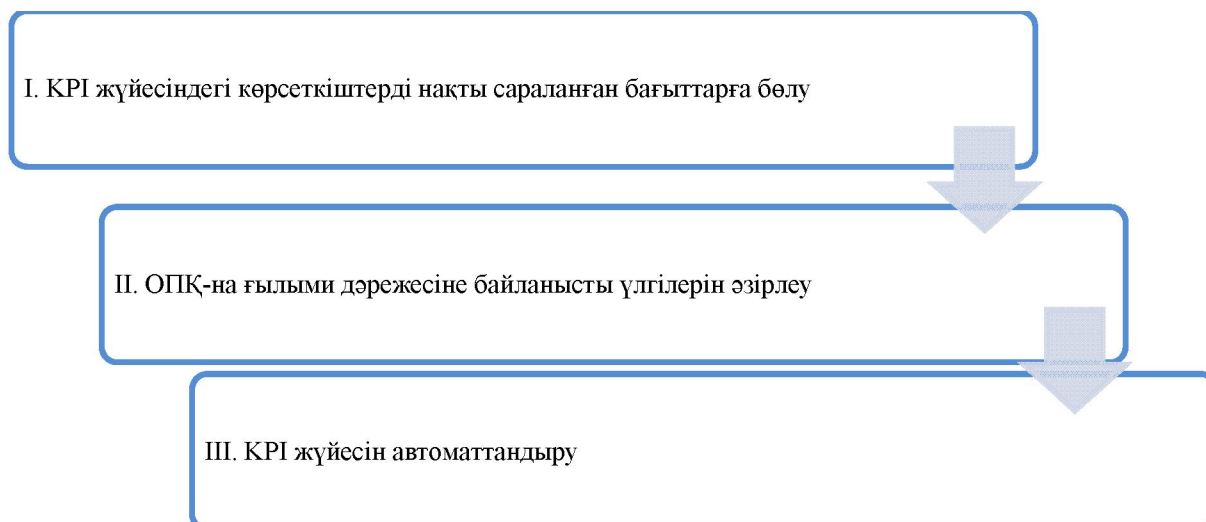 I. KPI жүйесіндегі көрсеткіштерді нақты сараланған бағыттарға бөлу
II. ОПҚ-на ғылыми дәрежесіне байланысты үлгілерін әзірлеу
III. KPI жүйесін автоматтандыру